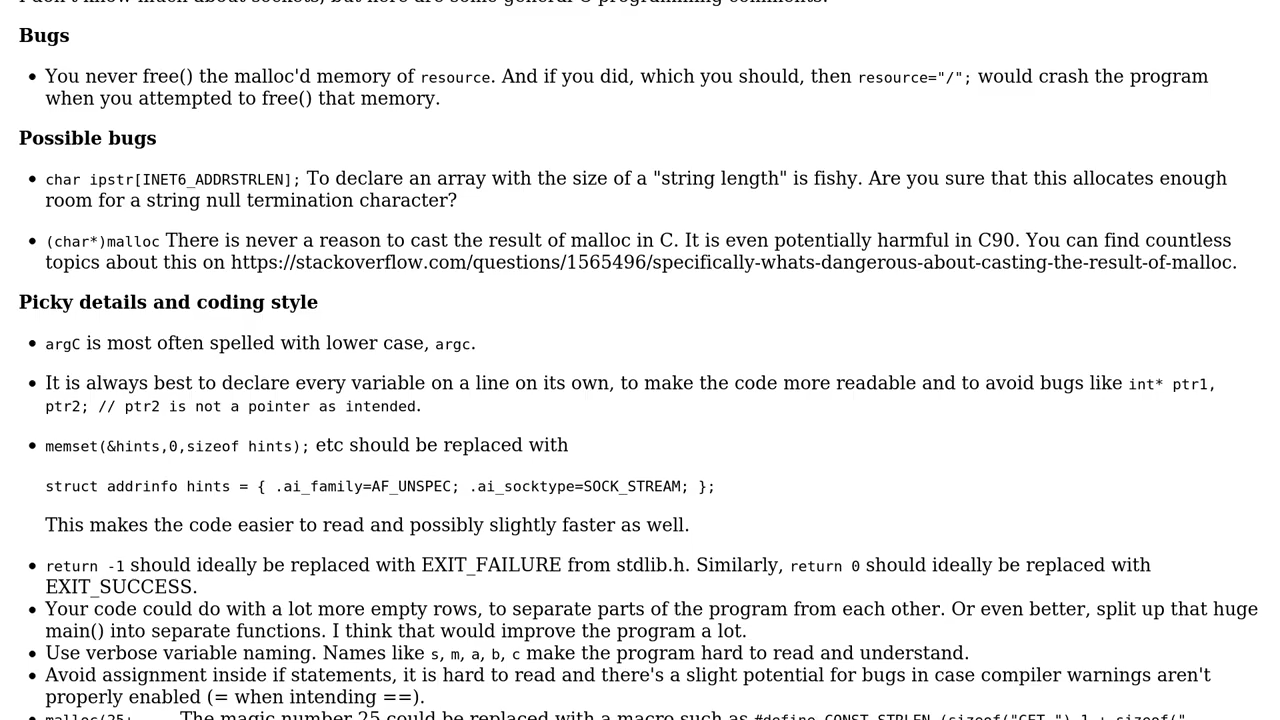 I don't know much about sockets, but here are some general C programming comments.
Bugs
• You never free() the malloc'd memory of resource. And if you did, which you should, then resource="/"; would crash the program
when you attempted to free() that memory.
Possible bugs
• char ipstr[INET6_ADDRSTRLEN]; To declare an array with the size of a "string length" is fishy. Are you sure that this allocates enough
room for a string null termination character?
• (char*)malloc There is never a reason to cast the result of malloc in C. It is even potentially harmful in C90. You can find countless
topics about this on https://stackoverflow.com/questions/1565496/specifically-whats-dangerous-about-casting-the-result-of-malloc.
Picky details and coding style
• argC is most often spelled with lower case, argc.
• It is always best to declare every variable on a line on its own, to make the code more readable and to avoid bugs like int* ptr1,
ptr2; // ptr2 is not a pointer as intended.
• memset(&hints,0,sizeof hints); etc should be replaced with
struct addrinfo hints = { .ai_family=AF_UNSPEC; .ai_socktype=SOCK_STREAM; };
This makes the code easier to read and possibly slightly faster as well.
• return -1 should ideally be replaced with EXIT_FAILURE from stdlib.h. Similarly, return 0 should ideally be replaced with
EXIT_SUCCESS.
• Your code could do with a lot more empty rows, to separate parts of the program from each other. Or even better, split up that huge
main() into separate functions. I think that would improve the program a lot.
• Use verbose variable naming. Names like s, m, a, b, c make the program hard to read and understand.
• Avoid assignment inside if statements, it is hard to read and there's a slight potential for bugs in case compiler warnings aren't
properly enabled (= when intending ==).
• malloc(25+ The magic number 25 could be replaced with a macro such as #define CONST_STRLEN (sizeof("GET ")-1 + sizeof("